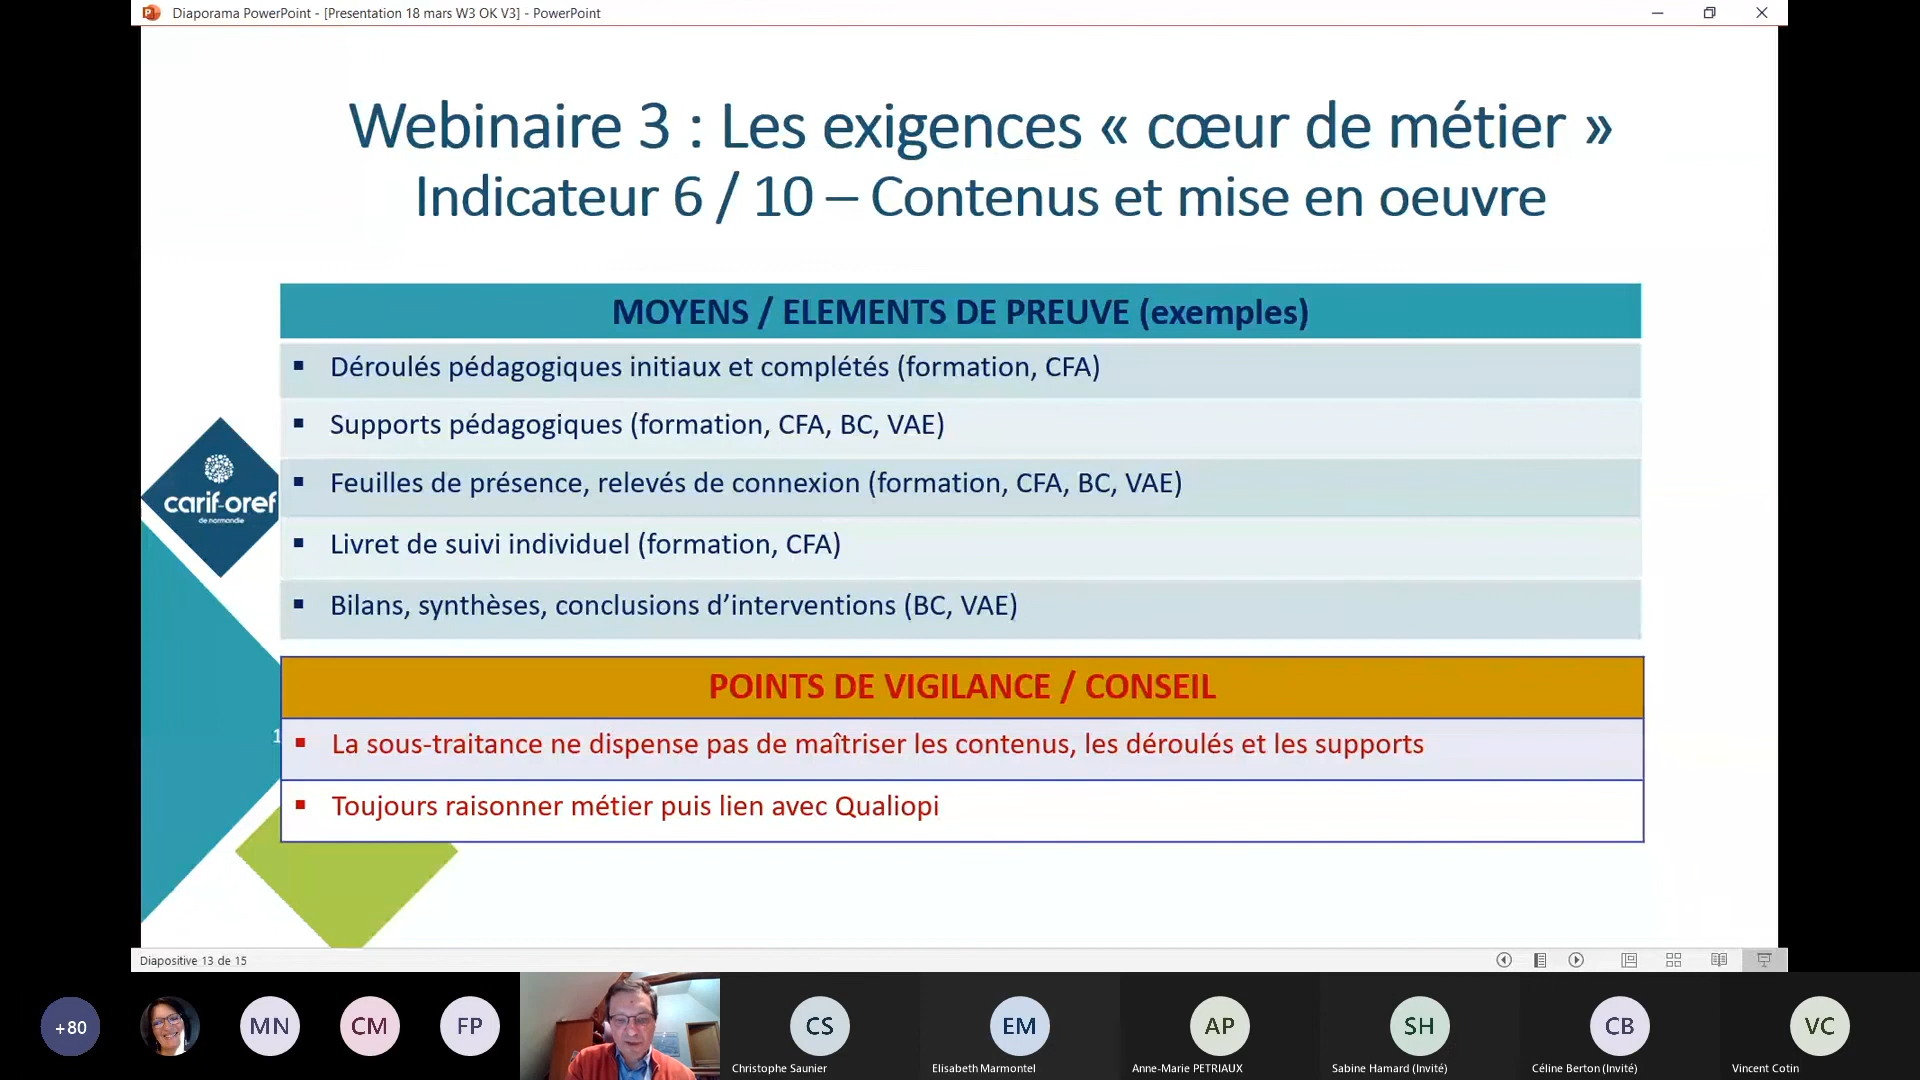 Diaporama PowerPoint - [Presentation 18 mars W3 OK V3] - PowerPoint
Webinaire 3 : Les exigences « cœur de métier »
Indicateur 6 / 10 – Contenus et mise en oeuvre
MOYENS / ELEMENTS DE PREUVE (exemples)
▪ Déroulés pédagogiques initiaux et complétés (formation, CFA)
▪ Supports pédagogiques (formation, CFA, BC, VAE)
▪ Feuilles de présence, relevés de connexion (formation, CFA, BC, VAE)
▪ Livret de suivi individuel (formation, CFA)
▪ Bilans, synthèses, conclusions d’interventions (BC, VAE)
carif-oref
de normandie
POINTS DE VIGILANCE / CONSEIL
1
▪ La sous-traitance ne dispense pas de maîtriser les contenus, les déroulés et les supports
▪ Toujours raisonner métier puis lien avec Qualiopi
Diapositive 13 de 15
+80
MN
CM
FP
CS
EM
AP
SH
CB
VC
Christophe Saunier
Elisabeth Marmontel
Anne-Marie PETRIAUX
Sabine Hamard (Invité)
Céline Berton (Invité)
Vincent Cotin